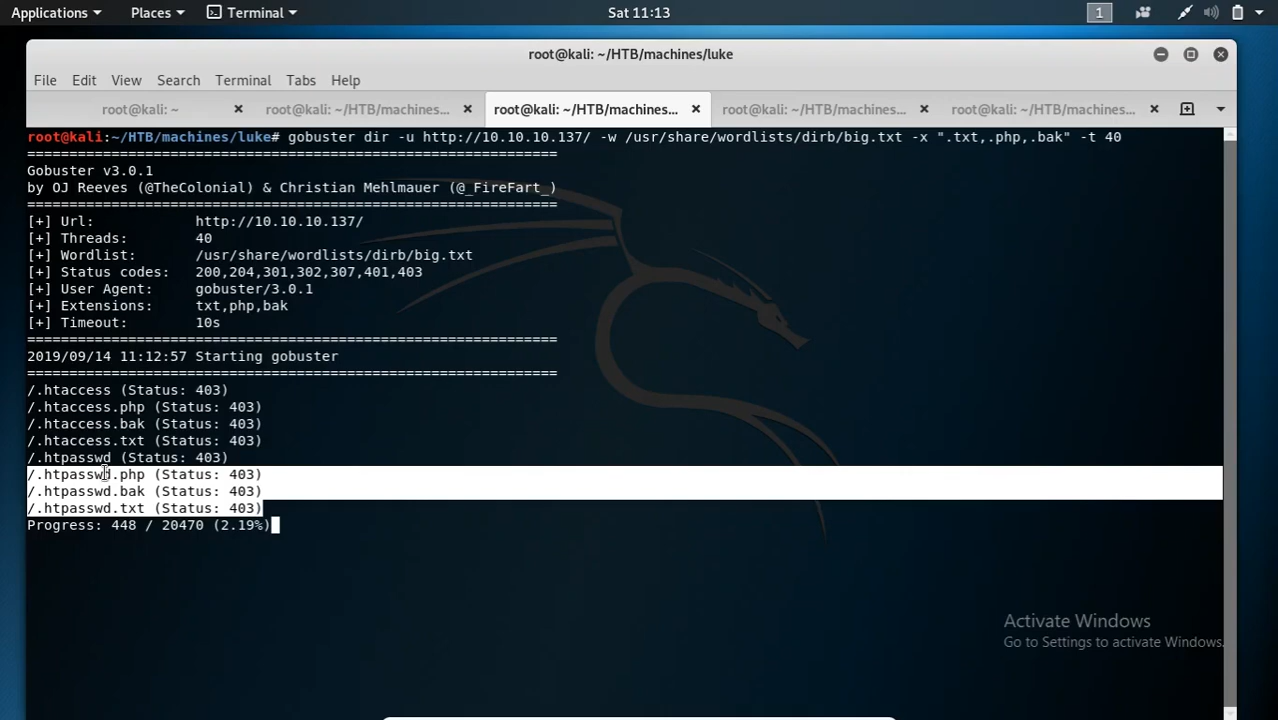 Applications Places Terminal Sat 11:13 1
root@kali: ~/HTB/machines/luke
File Edit View Search Terminal Tabs Help
root@kali: ~ root@kali: ~/HTB/machines... root@kali: ~/HTB/machines... root@kali: ~/HTB/machines... root@kali: ~/HTB/machines...
root@kali:~/HTB/machines/luke# gobuster dir -u http://10.10.10.137/ -w /usr/share/wordlists/dirb/big.txt -x ".txt,.php,.bak" -t 40
===============================================================
Gobuster v3.0.1
by OJ Reeves (@TheColonial) & Christian Mehlmauer (@_FireFart_)
===============================================================
[+] Url: http://10.10.10.137/
[+] Threads: 40
[+] Wordlist: /usr/share/wordlists/dirb/big.txt
[+] Status codes: 200,204,301,302,307,401,403
[+] User Agent: gobuster/3.0.1
[+] Extensions: txt,php,bak
[+] Timeout: 10s
===============================================================
2019/09/14 11:12:57 Starting gobuster
===============================================================
/.htaccess (Status: 403)
/.htaccess.php (Status: 403)
/.htaccess.bak (Status: 403)
/.htaccess.txt (Status: 403)
/.htpasswd (Status: 403)
/.htpasswd.php (Status: 403)
/.htpasswd.bak (Status: 403)
/.htpasswd.txt (Status: 403)
Progress: 448 / 20470 (2.19%)
Activate Windows
Go to Settings to activate Windows.